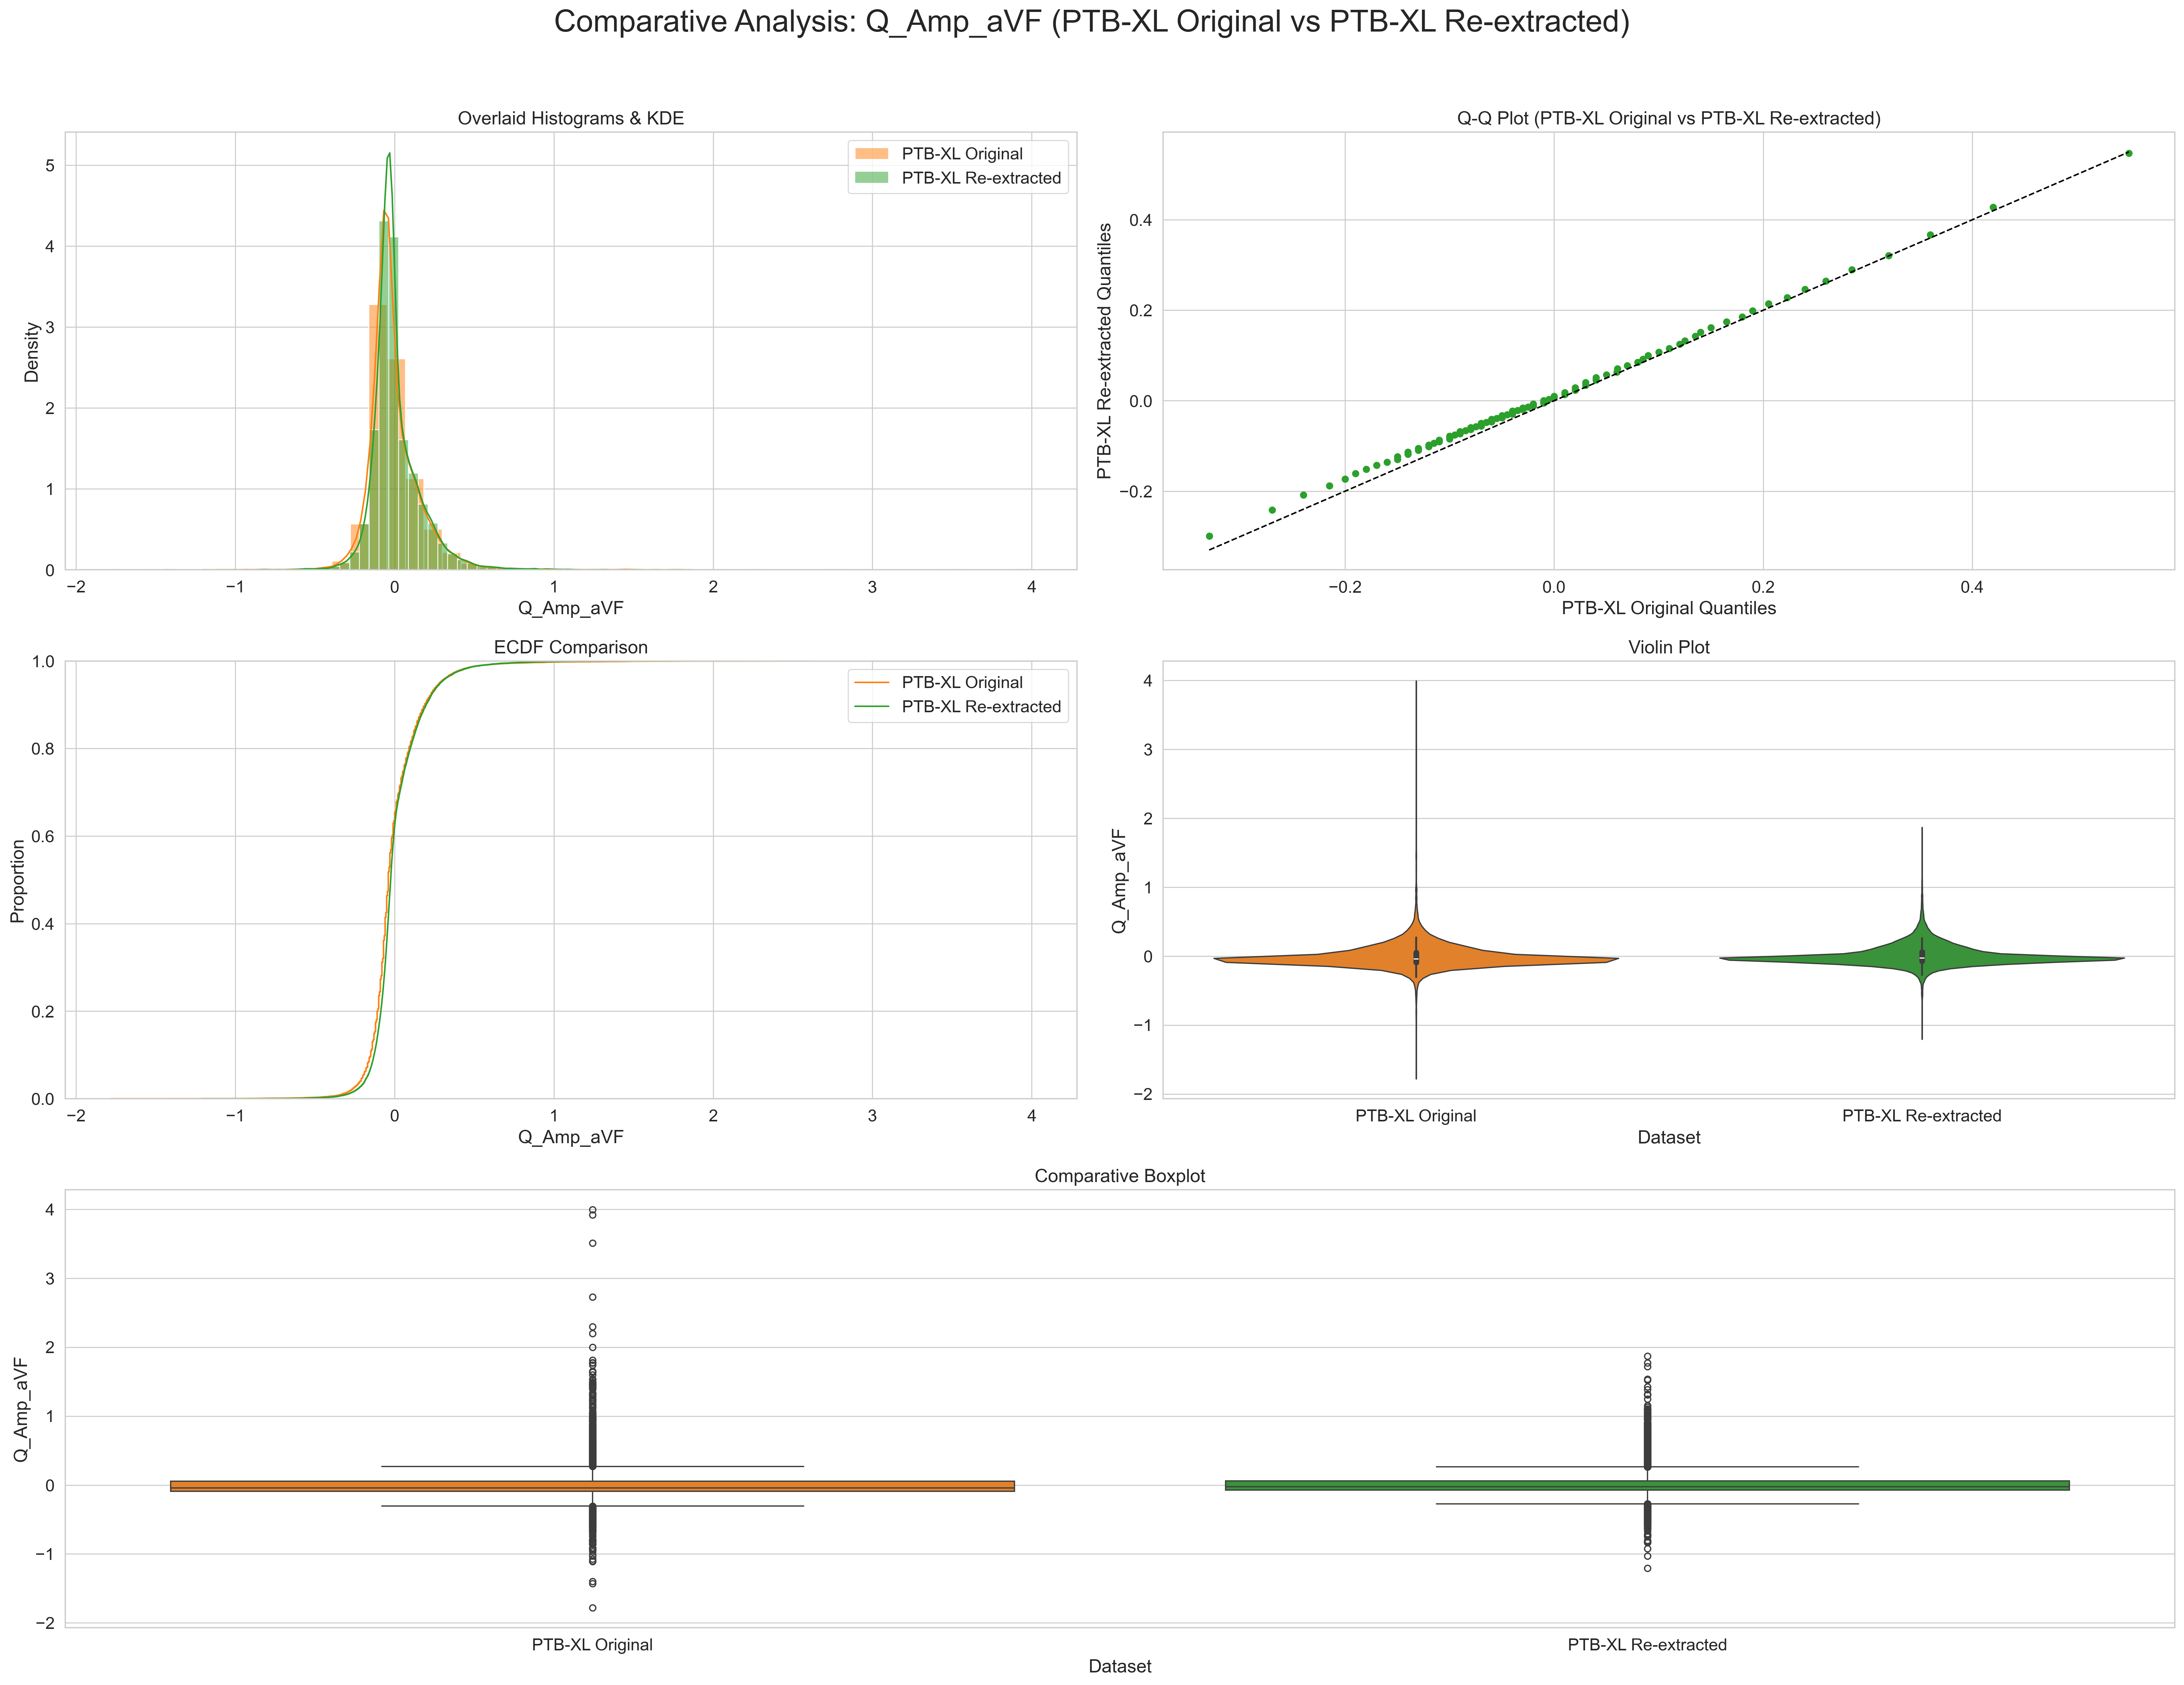 Comparative Analysis: Q_Amp_aVF (PTB-XL Original vs PTB-XL Re-extracted)
Overlaid Histograms & KDE
PTB-XL Original
PTB-XL Re-extracted
Density
5
4
3
2
1
0
−2
−1
0
1
2
3
4
Q_Amp_aVF
Q-Q Plot (PTB-XL Original vs PTB-XL Re-extracted)
PTB-XL Re-extracted Quantiles
0.4
0.2
0.0
−0.2
−0.2
0.0
0.2
0.4
PTB-XL Original Quantiles
ECDF Comparison
PTB-XL Original
PTB-XL Re-extracted
Proportion
1.0
0.8
0.6
0.4
0.2
0.0
−2
−1
0
1
2
3
4
Q_Amp_aVF
Violin Plot
Q_Amp_aVF
4
3
2
1
0
−1
−2
PTB-XL Original
PTB-XL Re-extracted
Dataset
Comparative Boxplot
Q_Amp_aVF
4
3
2
1
0
−1
−2
PTB-XL Original
PTB-XL Re-extracted
Dataset